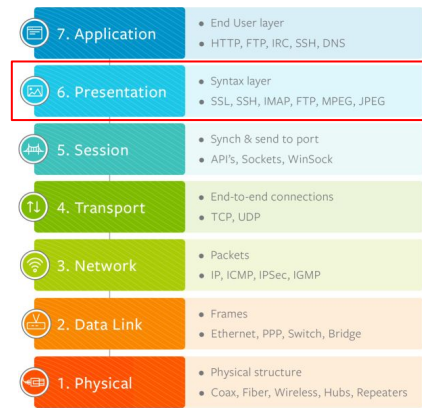 7. Application
• End User layer
• HTTP, FTP, IRC, SSH, DNS
6. Presentation
• Syntax layer
• SSL, SSH, IMAP, FTP, MPEG, JPEG
5. Session
• Synch & send to port
• API's, Sockets, WinSock
4. Transport
• End-to-end connections
• TCP, UDP
3. Network
• Packets
• IP, ICMP, IPSec, IGMP
2. Data Link
• Frames
• Ethernet, PPP, Switch, Bridge
1. Physical
• Physical structure
• Coax, Fiber, Wireless, Hubs, Repeaters